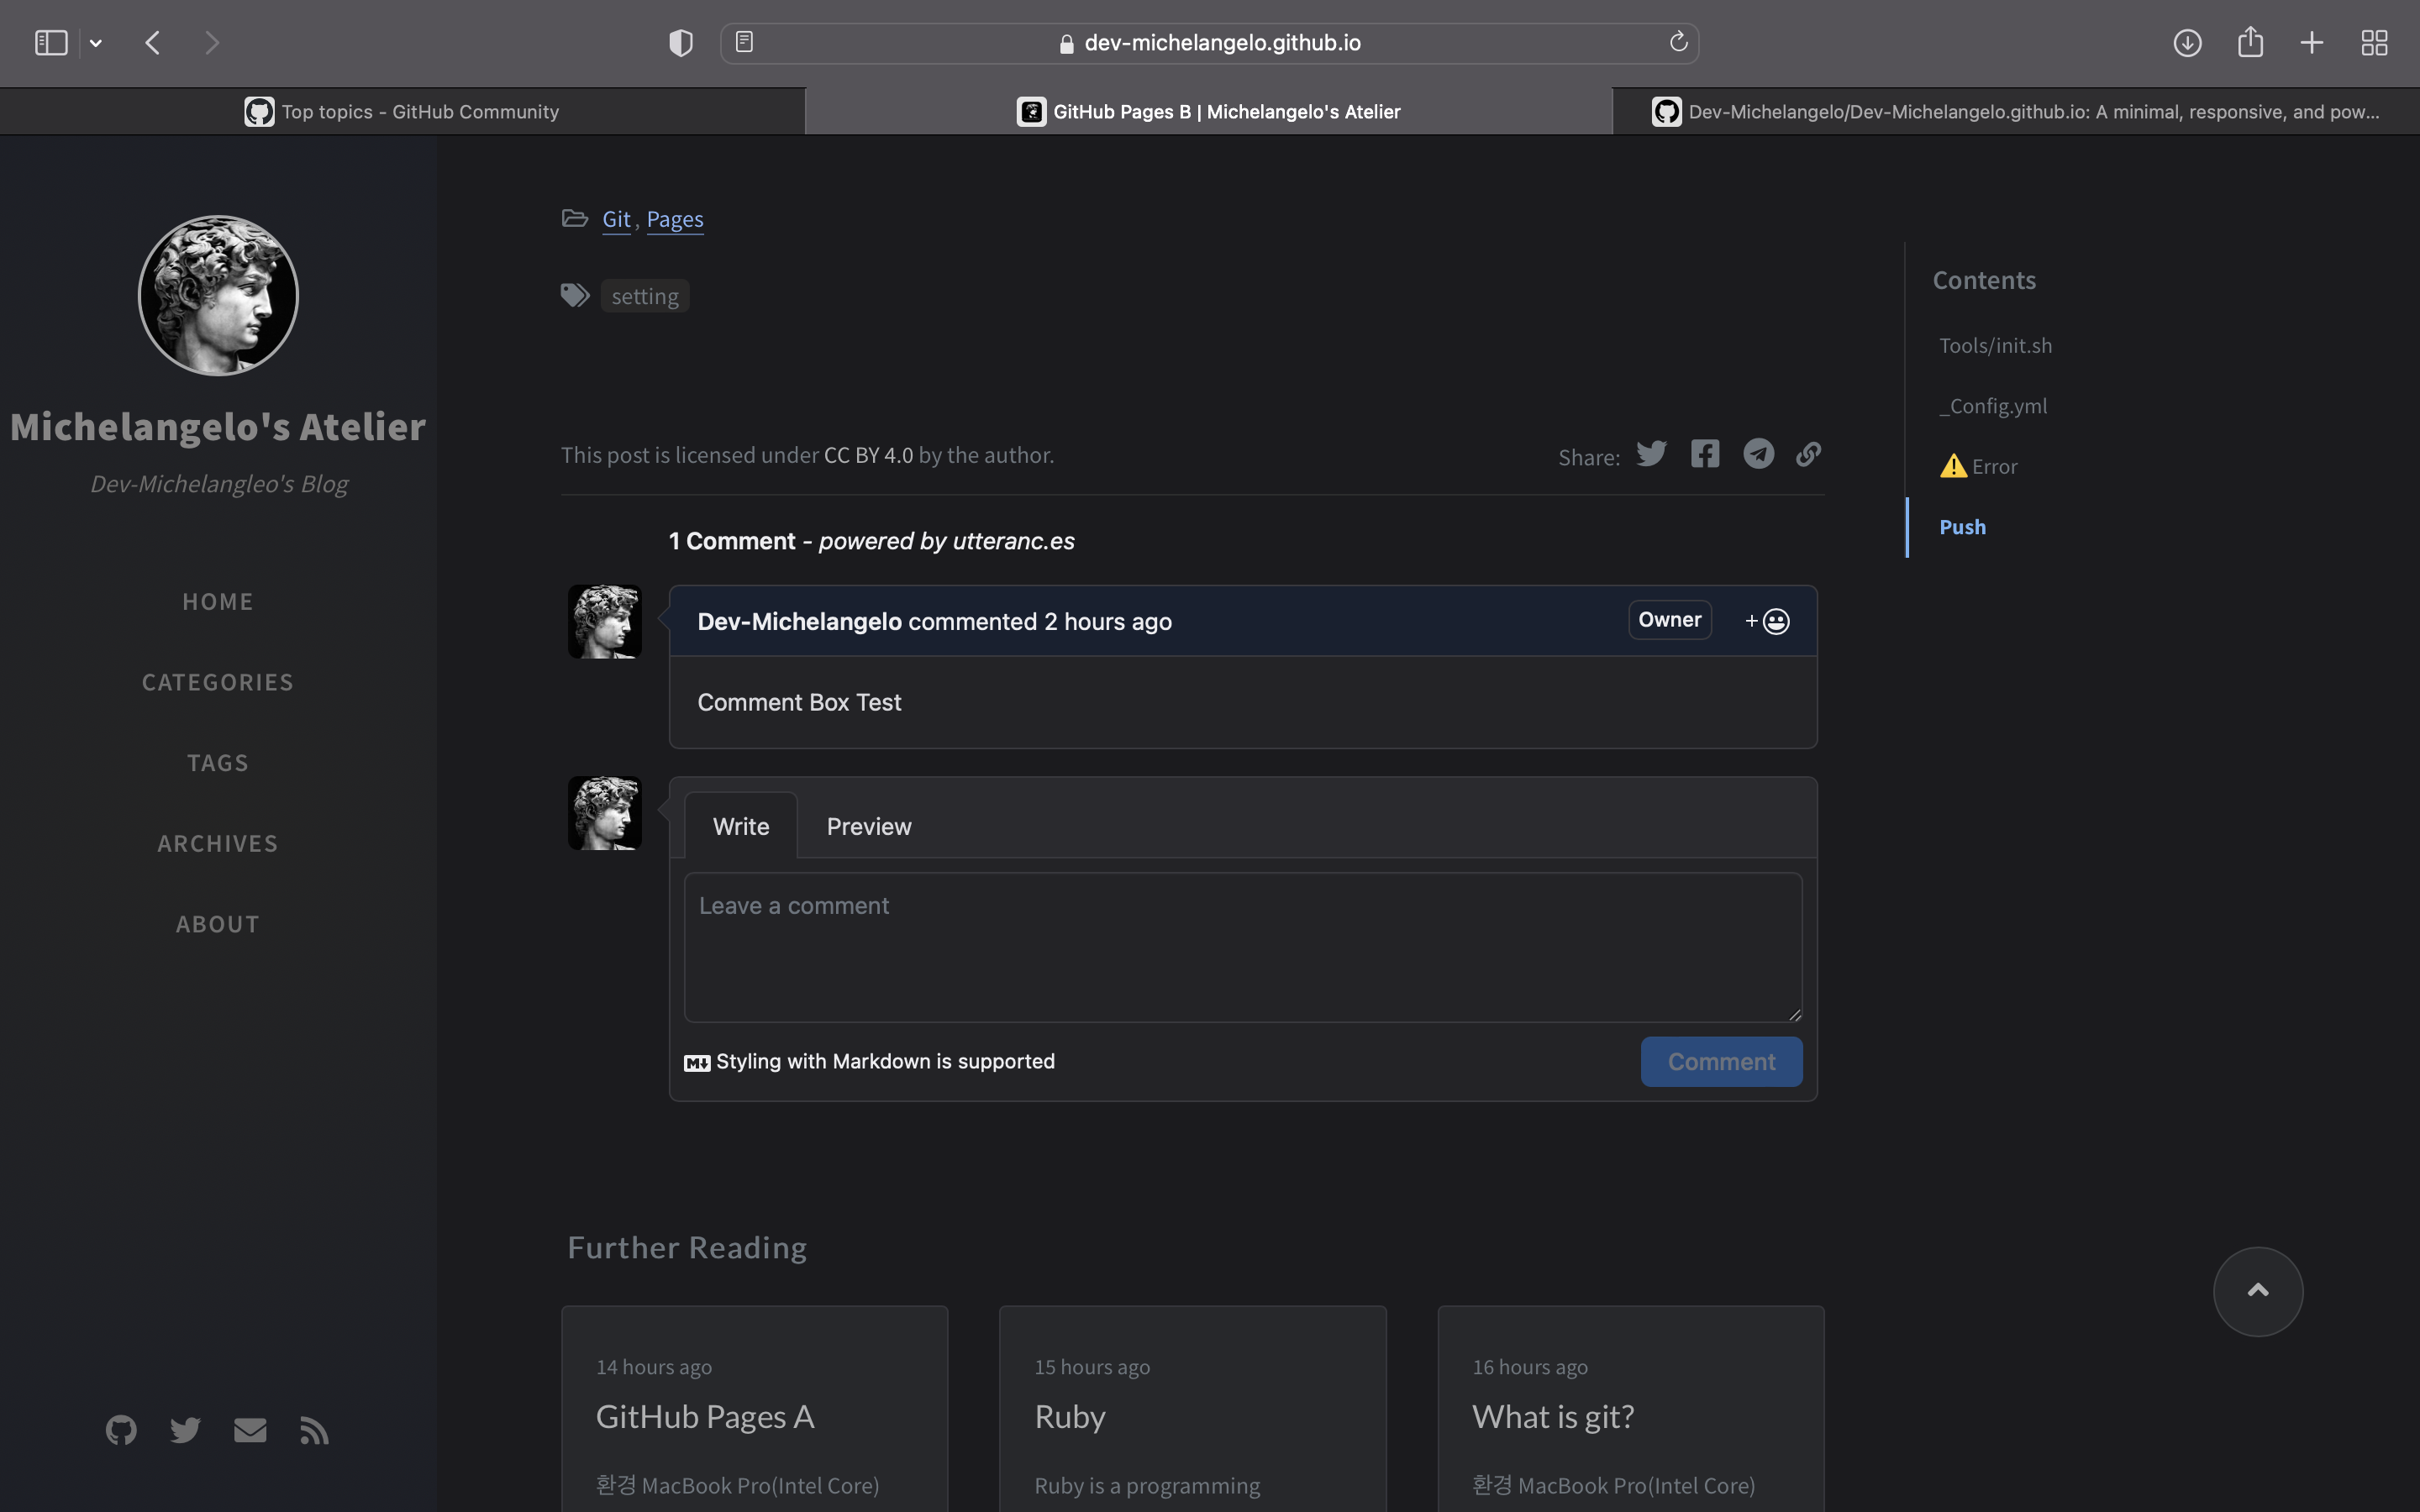 dev-michelangelo.github.io
Top topics - GitHub Community
GitHub Pages B | Michelangelo's Atelier
Dev-Michelangelo/Dev-Michelangelo.github.io: A minimal, responsive, and pow...
Michelangelo's Atelier
Dev-Michelangleo's Blog
HOME
CATEGORIES
TAGS
ARCHIVES
ABOUT
Git, Pages
setting
This post is licensed under CC BY 4.0 by the author.
Share:
1 Comment - powered by utteranc.es
Dev-Michelangelo commented 2 hours ago
Owner
+
Comment Box Test
Write
Preview
Leave a comment
M Styling with Markdown is supported
Comment
Further Reading
14 hours ago
GitHub Pages A
환경 MacBook Pro(Intel Core)
15 hours ago
Ruby
Ruby is a programming
16 hours ago
What is git?
환경 MacBook Pro(Intel Core)
Contents
Tools/init.sh
_Config.yml
⚠️ Error
Push